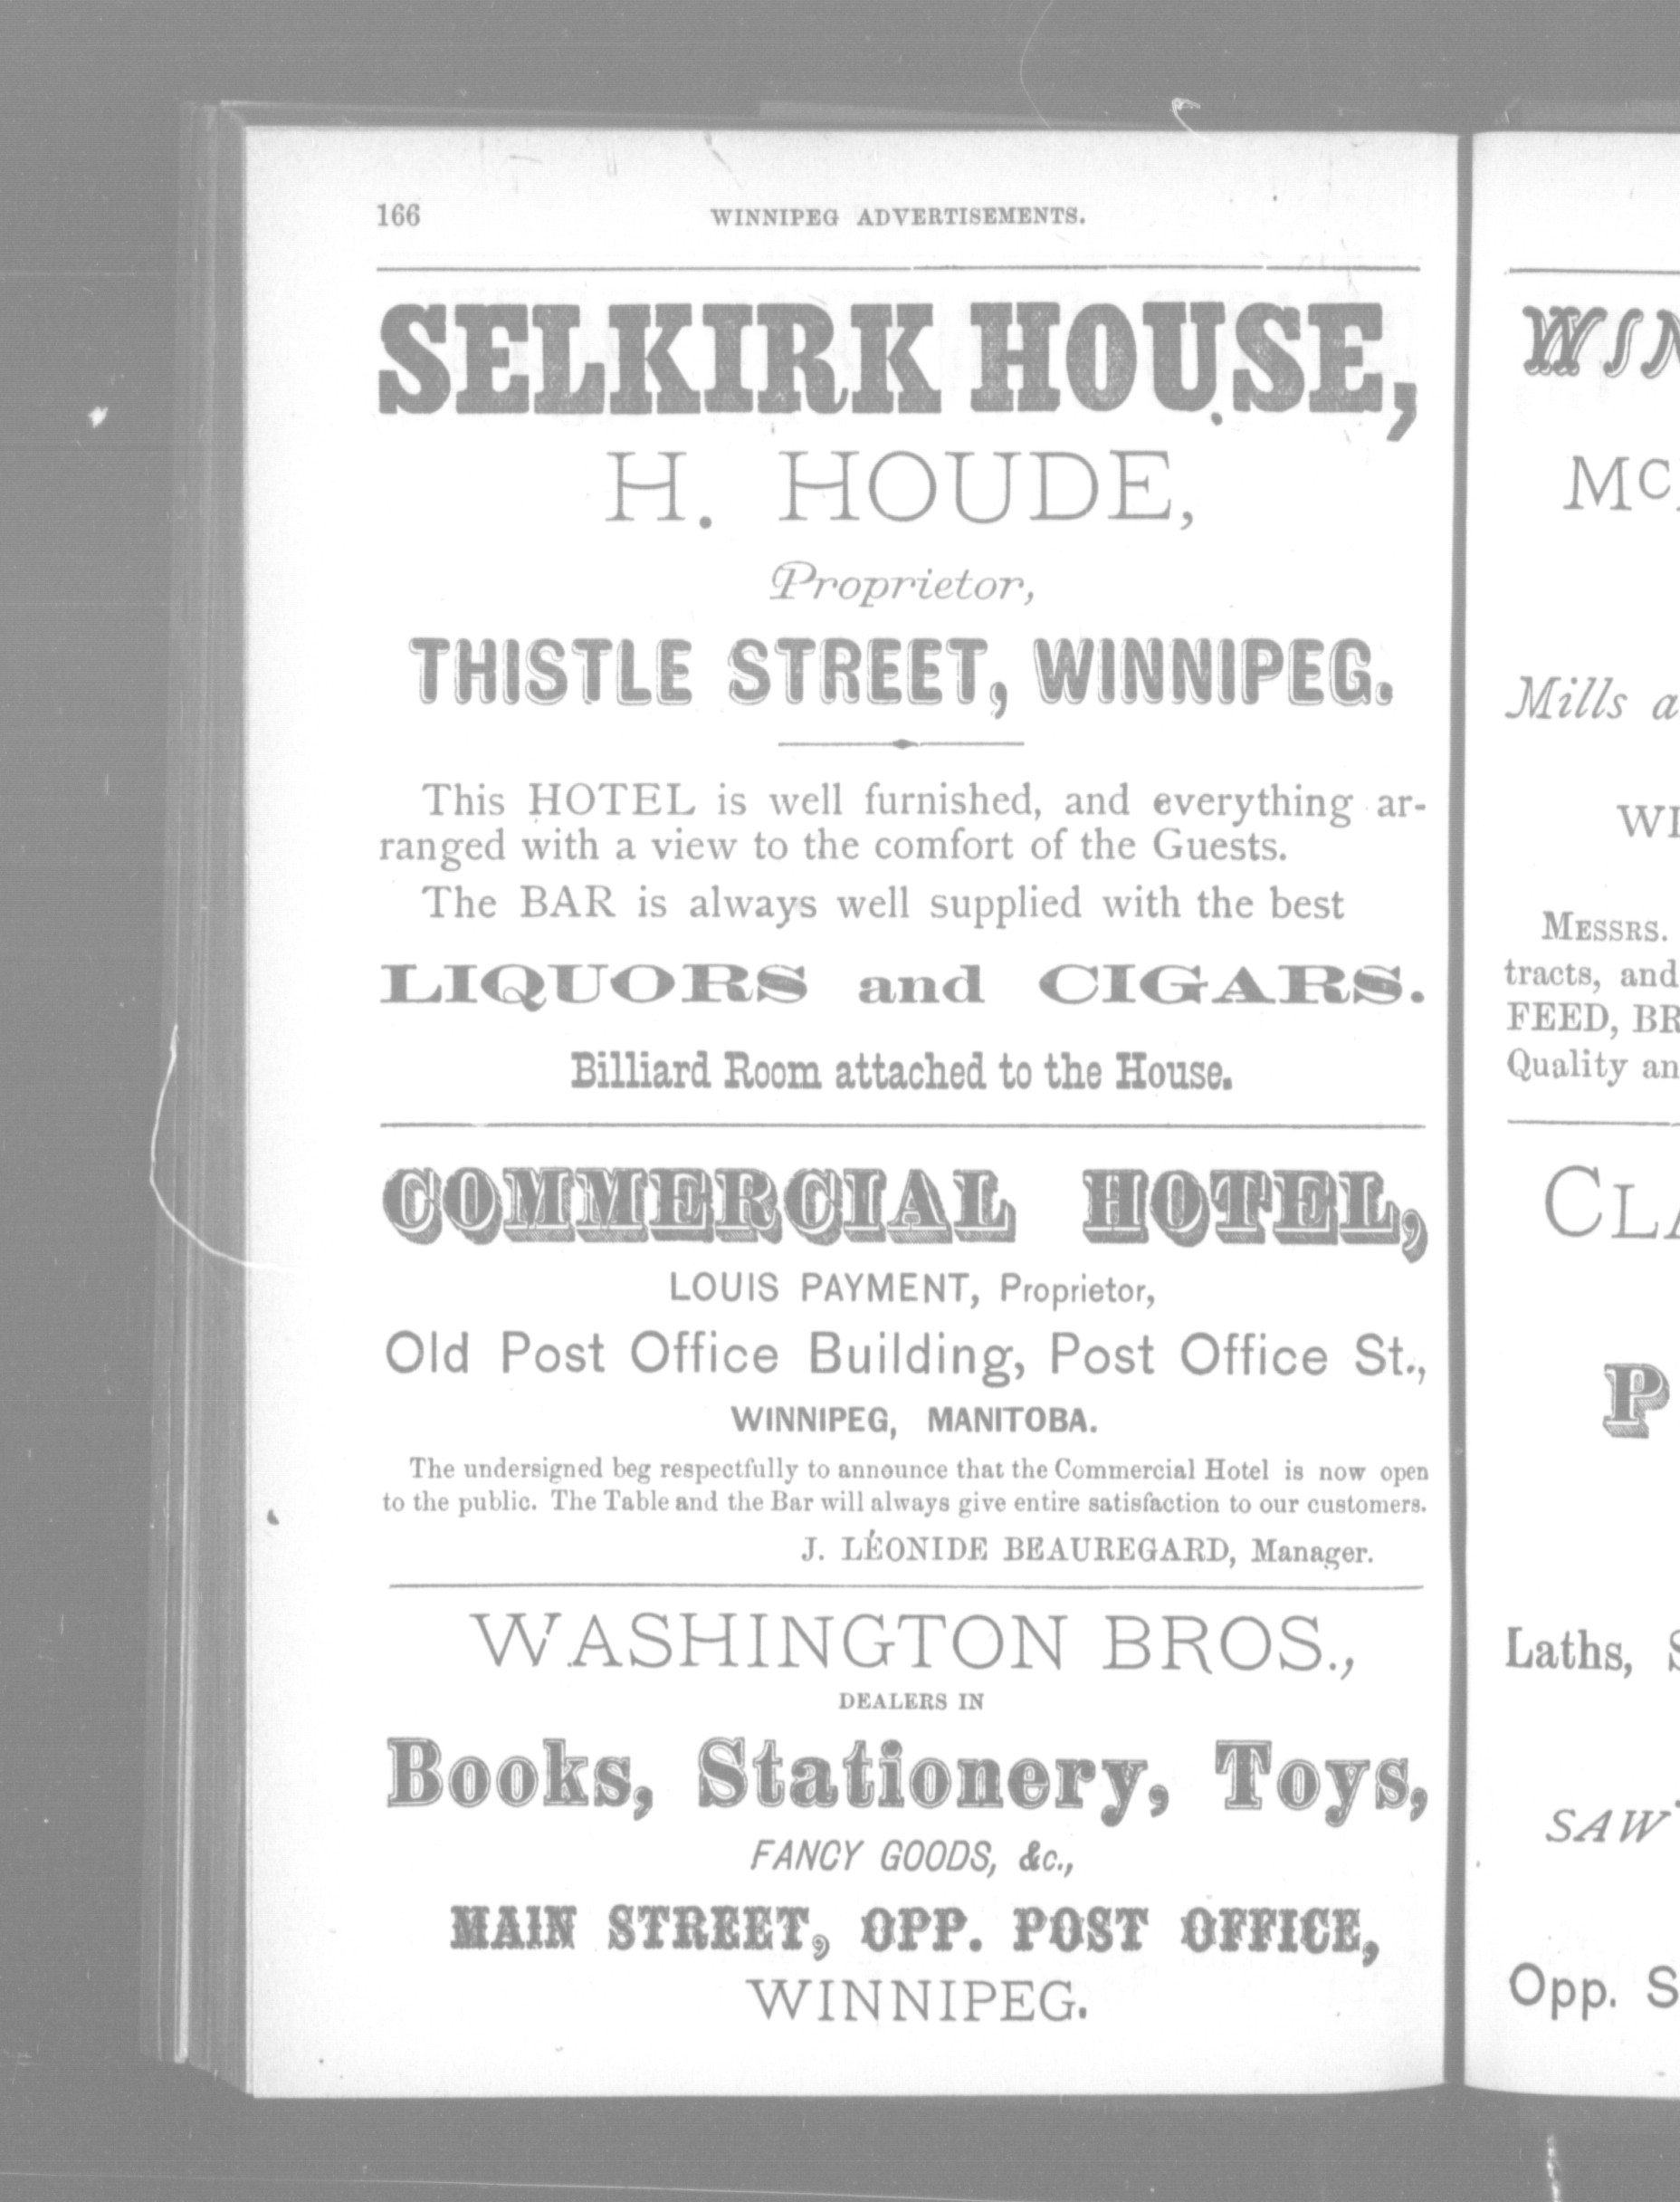 166 WINNIPEG ADVERTISEMENTS.
SELKIRK HOUSE,
H. HOUDE,
Proprietor,
THISTLE STREET, WINNIPEG.
This HOTEL is well furnished, and everything ar-
ranged with a view to the comfort of the Guests.
The BAR is always well supplied with the best
LIQUORS and CIGARS.
Billiard Room attached to the House.
COMMERCIAL HOTEL,
LOUIS PAYMENT, Proprietor,
Old Post Office Building, Post Office St.,
WINNIPEG, MANITOBA.
The undersigned beg respectfully to announce that the Commercial Hotel is now open
to the public. The Table and the Bar will always give entire satisfaction to our customers.
J. LÉONIDE BEAUREGARD, Manager.
WASHINGTON BROS.,
DEALERS IN
Books, Stationery, Toys,
FANCY GOODS, &c.,
MAIN STREET, OPP. POST OFFICE,
WINNIPEG.
Mills a
MESSRS.
tracts, and
FEED, BR
Quality an
Laths, S
SAW
Opp. S